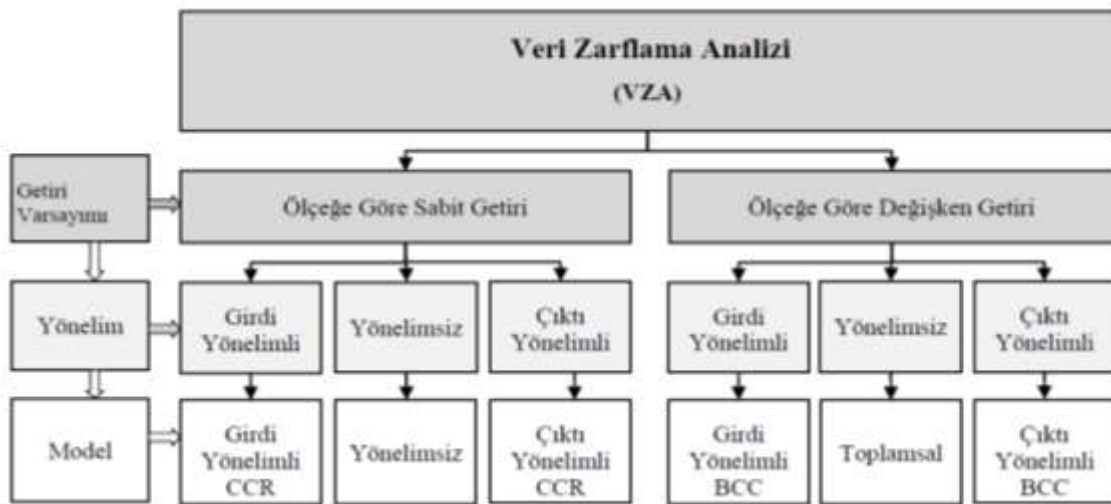 Veri Zarflama Analizi
(VZA)
Getiri
Varsayımı
Ölçeğe Göre Sabit Getiri
Ölçeğe Göre Değişken Getiri
Yönelim
Girdi
Yönelimli
Yönelimsiz
Çıktı
Yönelimli
Girdi
Yönelimli
Yönelimsiz
Çıktı
Yönelimli
Model
Girdi
Yönelimli
CCR
Yönelimsiz
Çıktı
Yönelimli
CCR
Girdi
Yönelimli
BCC
Toplamsal
Çıktı
Yönelimli
BCC